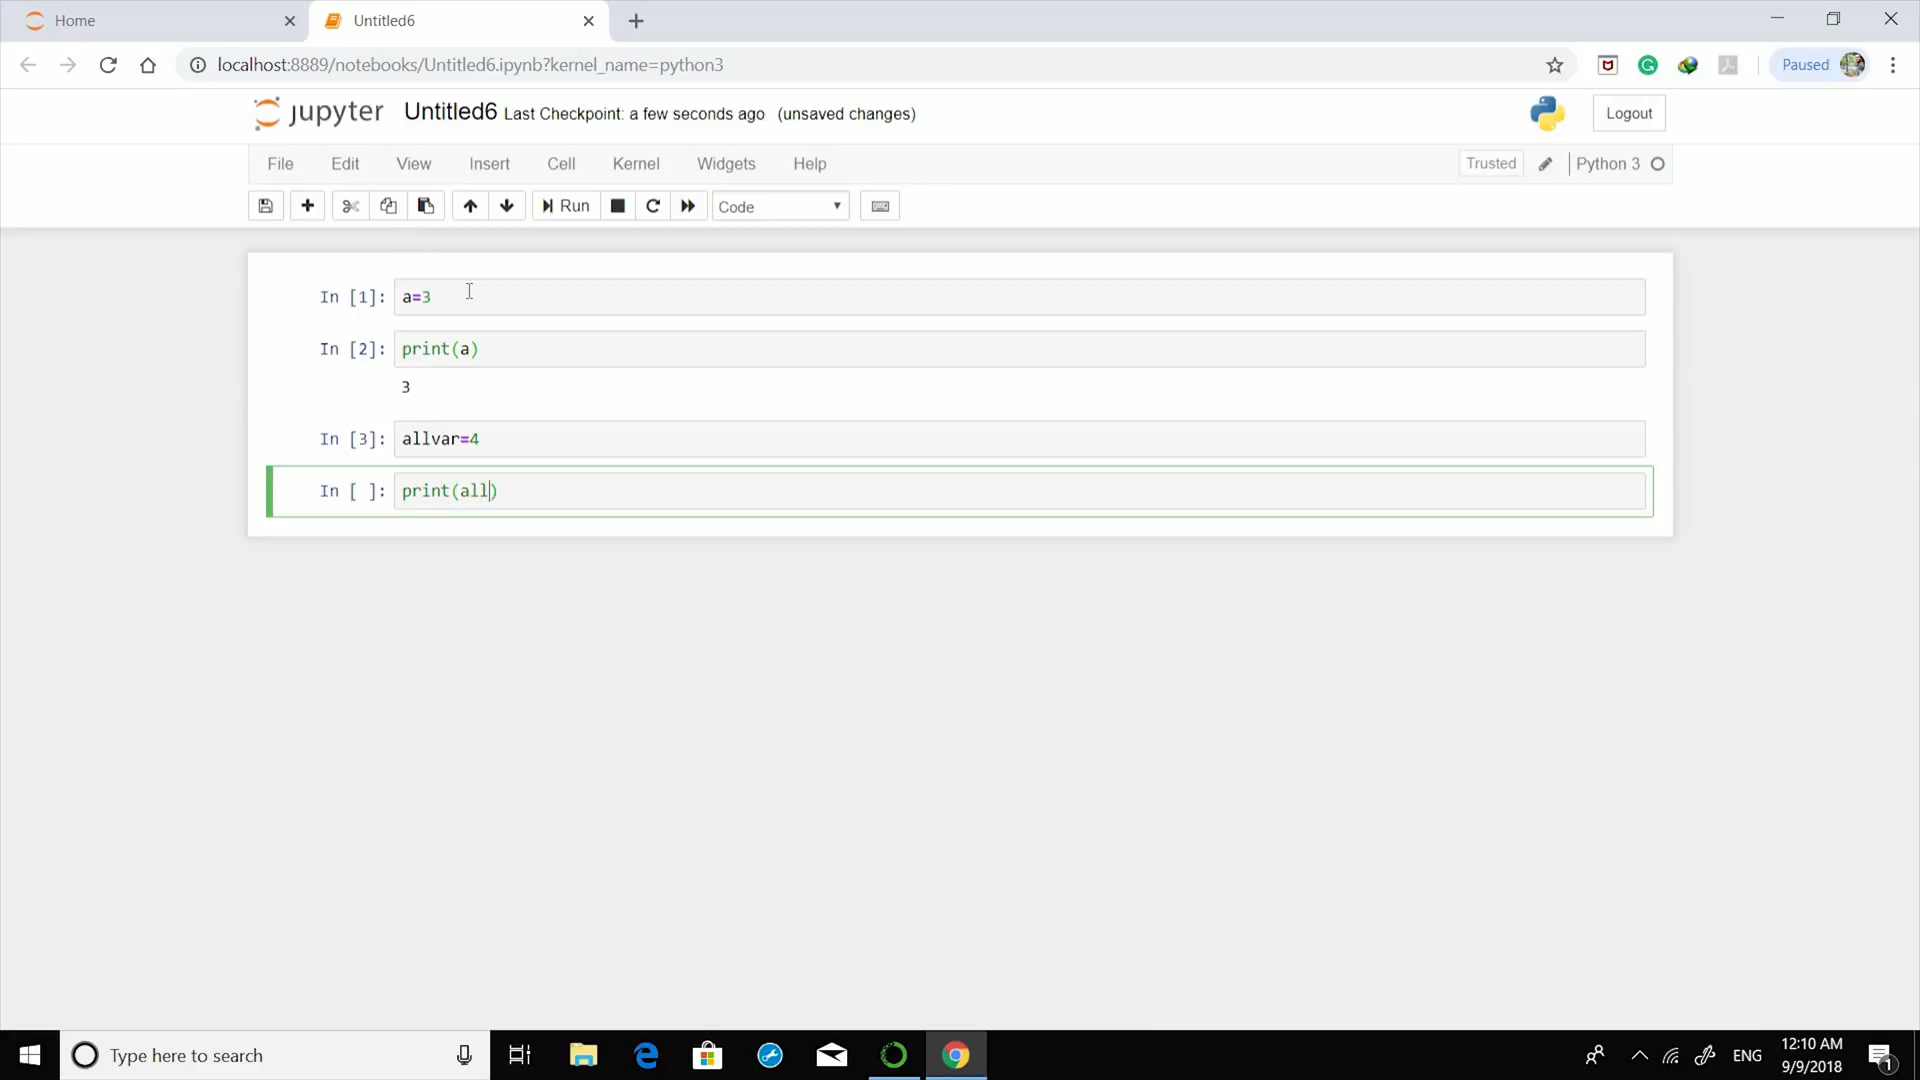 Home
Untitled6
localhost:8889/notebooks/Untitled6.ipynb?kernel_name=python3
Paused
jupyter Untitled6 Last Checkpoint: a few seconds ago (unsaved changes)
Logout
File Edit View Insert Cell Kernel Widgets Help
Trusted
Python 3
Run
Code
In [1]: a=3
In [2]: print(a)
3
In [3]: allvar=4
In [ ]: print(all)
Type here to search
ENG
12:10 AM
9/9/2018
1